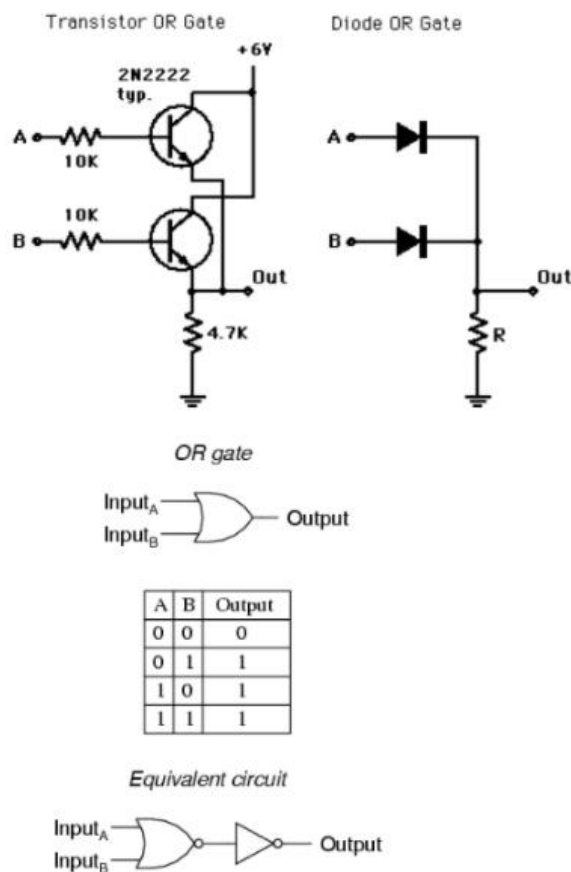 Transistor OR Gate
Diode OR Gate
+6V
2N2222
typ.
A
10K
A
10K
B
B
Out
Out
4.7K
R
OR gate
InputA
Output
InputB
A B Output
0 0 0
0 1 1
1 0 1
1 1 1
Equivalent circuit
InputA
Output
InputB